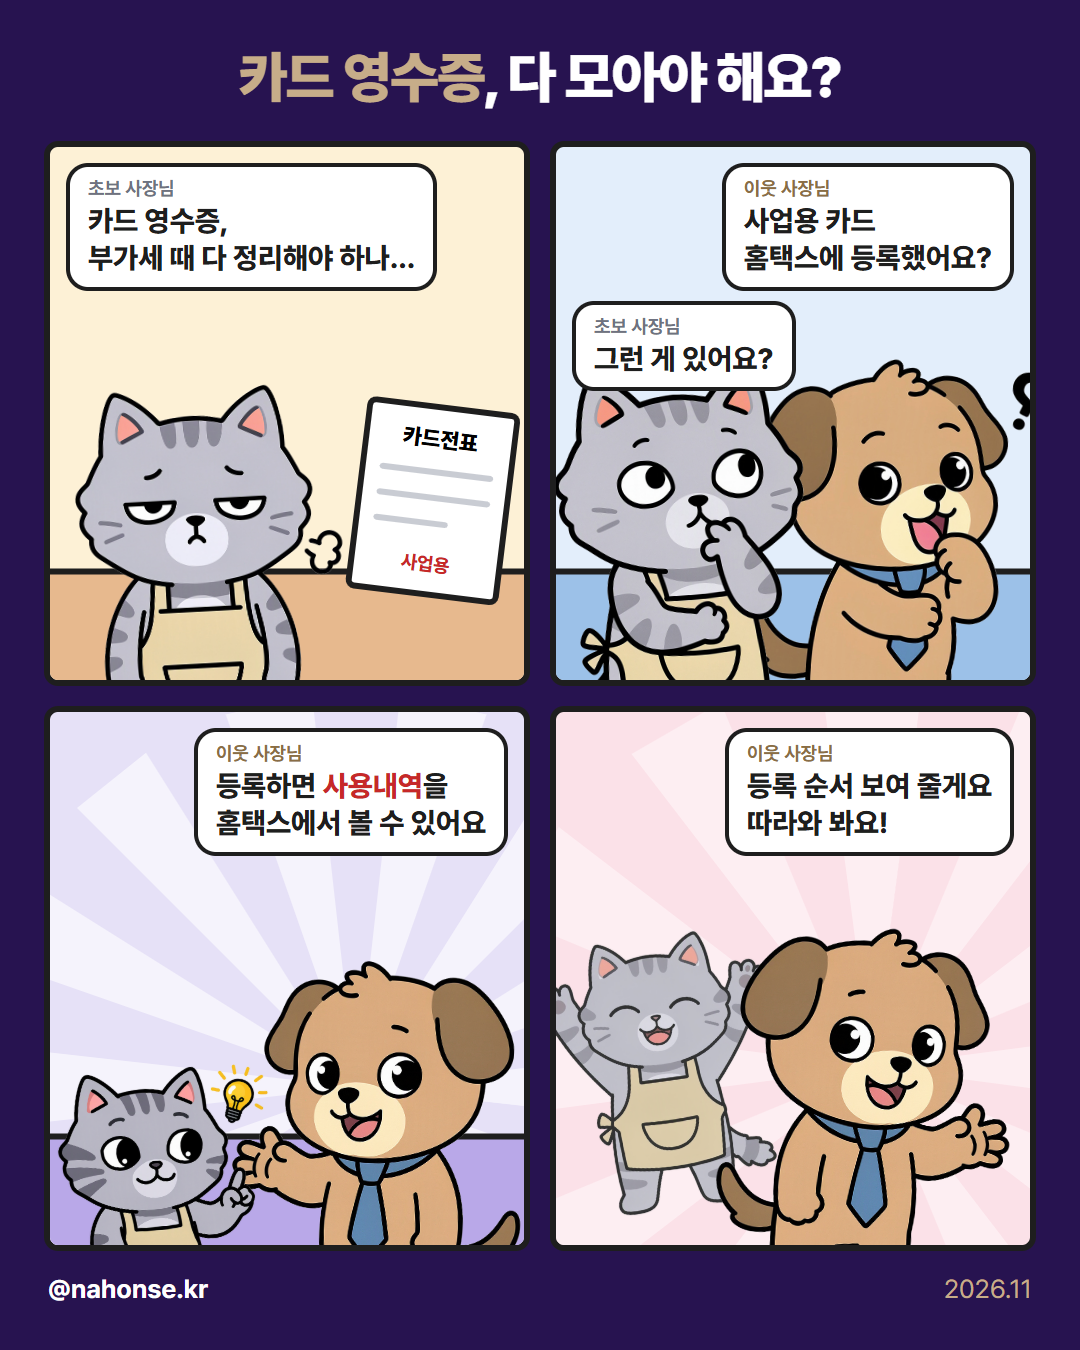 카드 영수증, 다 모아야 해요?
초보 사장님
카드 영수증,
부가세 때 다 정리해야 하나...
카드전표
사업용
이웃 사장님
사업용 카드
홈택스에 등록했어요?
초보 사장님
그런 게 있어요?
?
이웃 사장님
등록하면 사용내역을
홈택스에서 볼 수 있어요
이웃 사장님
등록 순서 보여 줄게요
따라와 봐요!
@nahonse.kr
2026.11